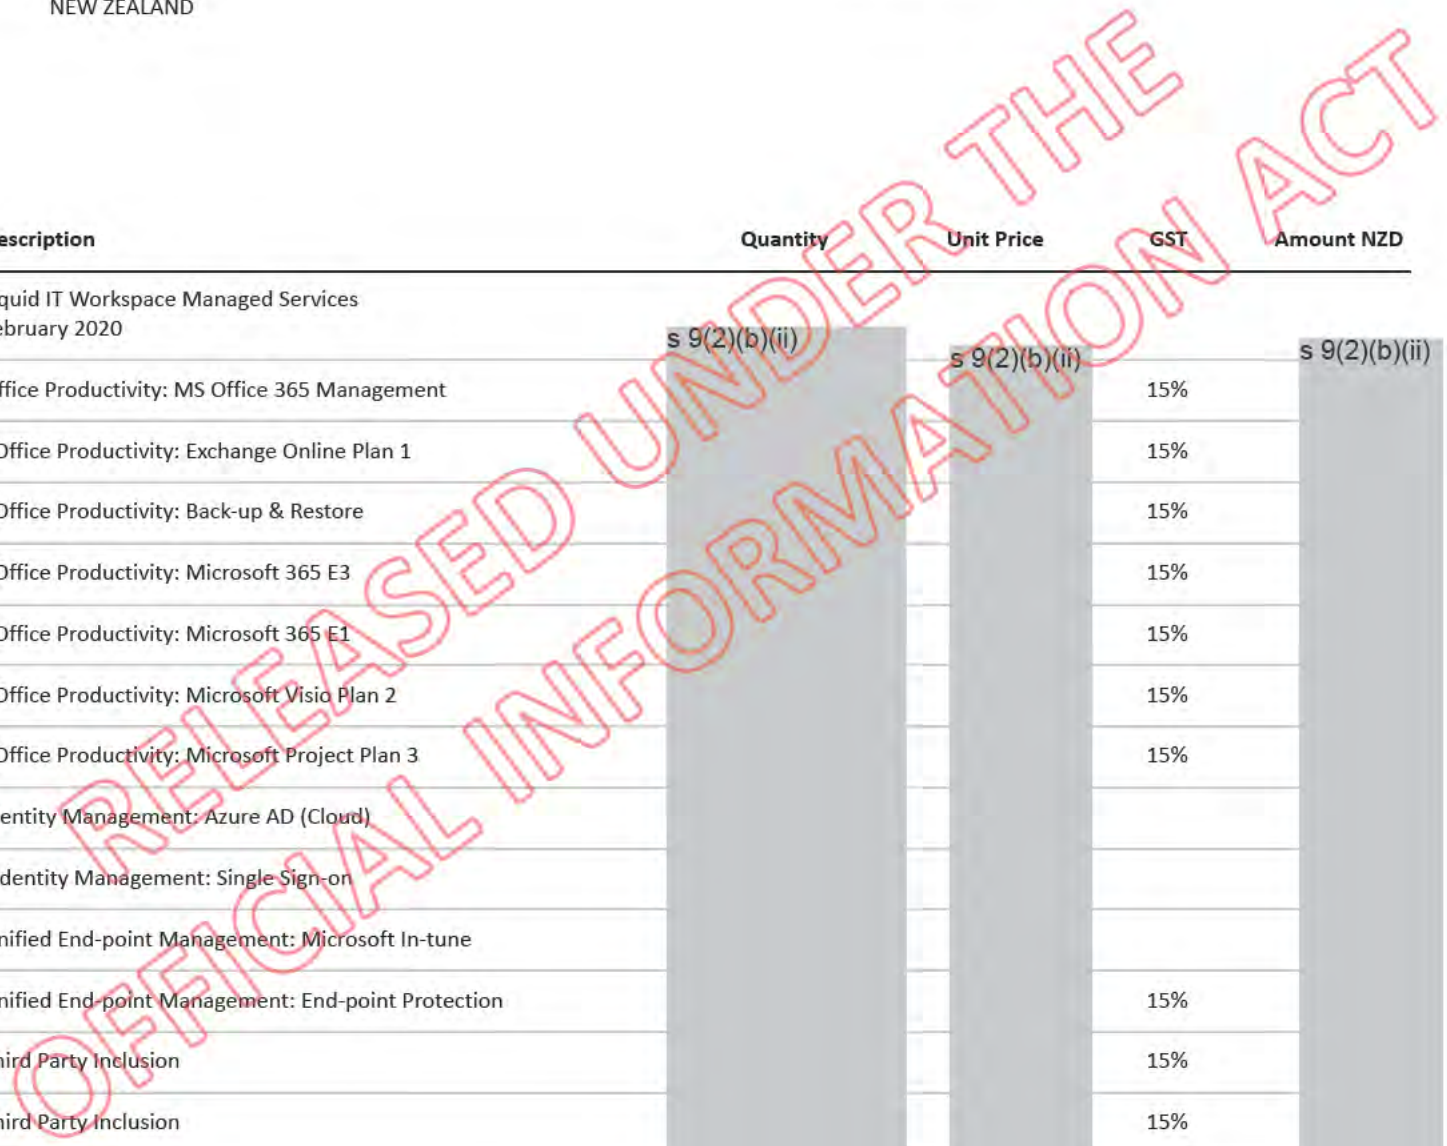 NEW ZEALAND
escription Quantity Unit Price GST Amount NZD
quid IT Workspace Managed Services
ebruary 2020
s 9(2)(b)(ii) s 9(2)(b)(ii) s 9(2)(b)(ii)
ffice Productivity: MS Office 365 Management 15%
Office Productivity: Exchange Online Plan 1 15%
Office Productivity: Back-up & Restore 15%
Office Productivity: Microsoft 365 E3 15%
Office Productivity: Microsoft 365 E1 15%
Office Productivity: Microsoft Visio Plan 2 15%
Office Productivity: Microsoft Project Plan 3 15%
entity Management: Azure AD (Cloud)
dentity Management: Single Sign-on
nified End-point Management: Microsoft In-tune
nified End-point Management: End-point Protection 15%
hird Party Inclusion 15%
hird Party Inclusion 15%
RELEASED UNDER THE
OFFICIAL INFORMATION ACT